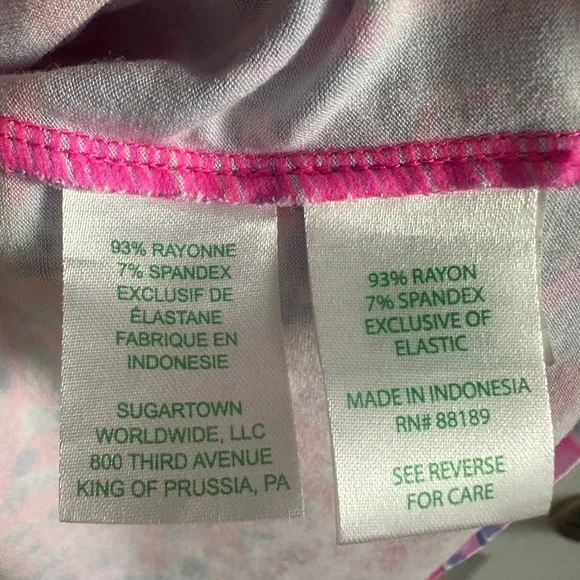 93% RAYONNE
7% SPANDEX
EXCLUSIF DE
ÉLASTANE
FABRIQUE EN
INDONESIE
SUGARTOWN
WORLDWIDE, LLC
800 THIRD AVENUE
KING OF PRUSSIA, PA
93% RAYON
7% SPANDEX
EXCLUSIVE OF
ELASTIC
MADE IN INDONESIA
RN# 88189
SEE REVERSE
FOR CARE